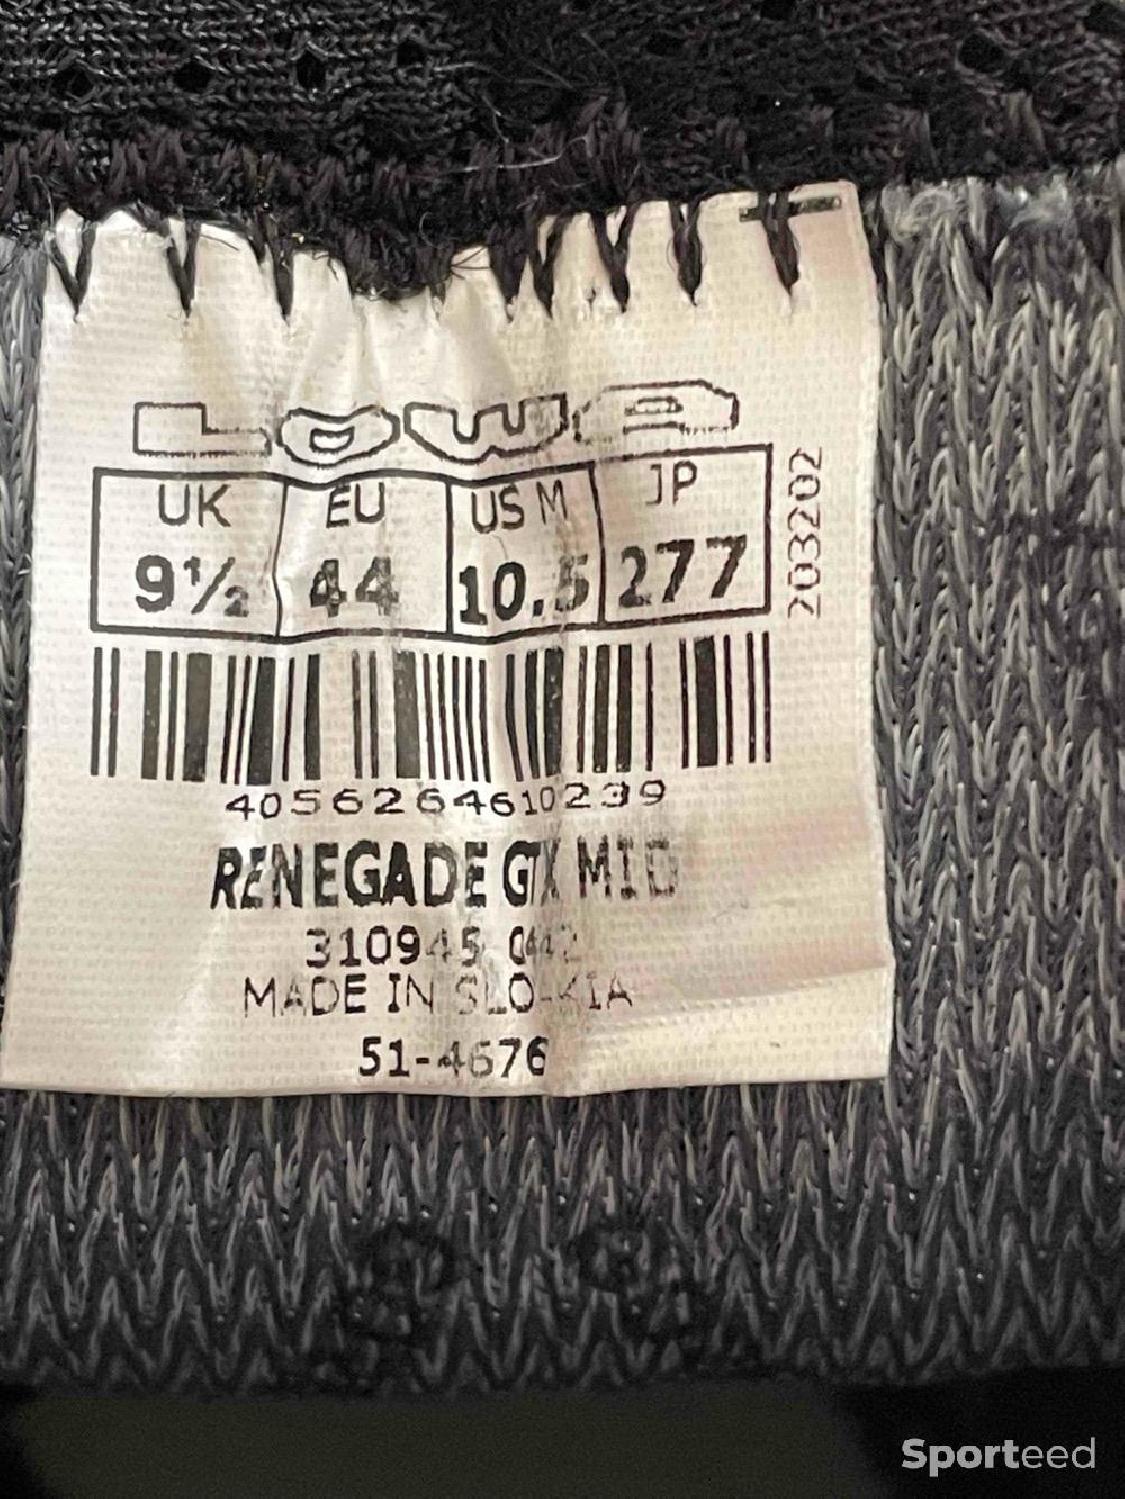 LOWA
UK EU US M JP
9½ 44 10.5 277
203202
4056264610239
RENEGADE GTX MID
310945
MADE IN
51-4676
Sporteed